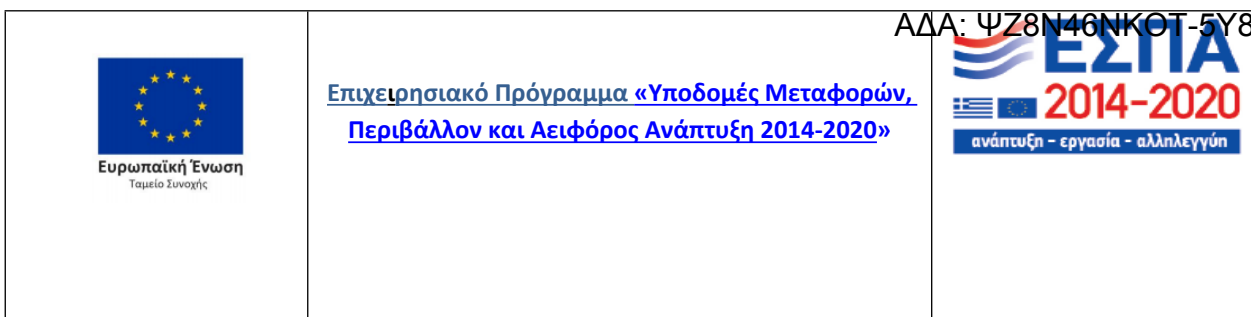 ΑΔΑ: ΨΖ8Ν46ΝΚΟΤ-5Υ8
Ευρωπαϊκή Ένωση
Ταμείο Συνοχής
Επιχειρησιακό Πρόγραμμα «Υποδομές Μεταφορών,
Περιβάλλον και Αειφόρος Ανάπτυξη 2014-2020»
ΕΣΠΑ
2014-2020
ανάπτυξη - εργασία - αλληλεγγύη